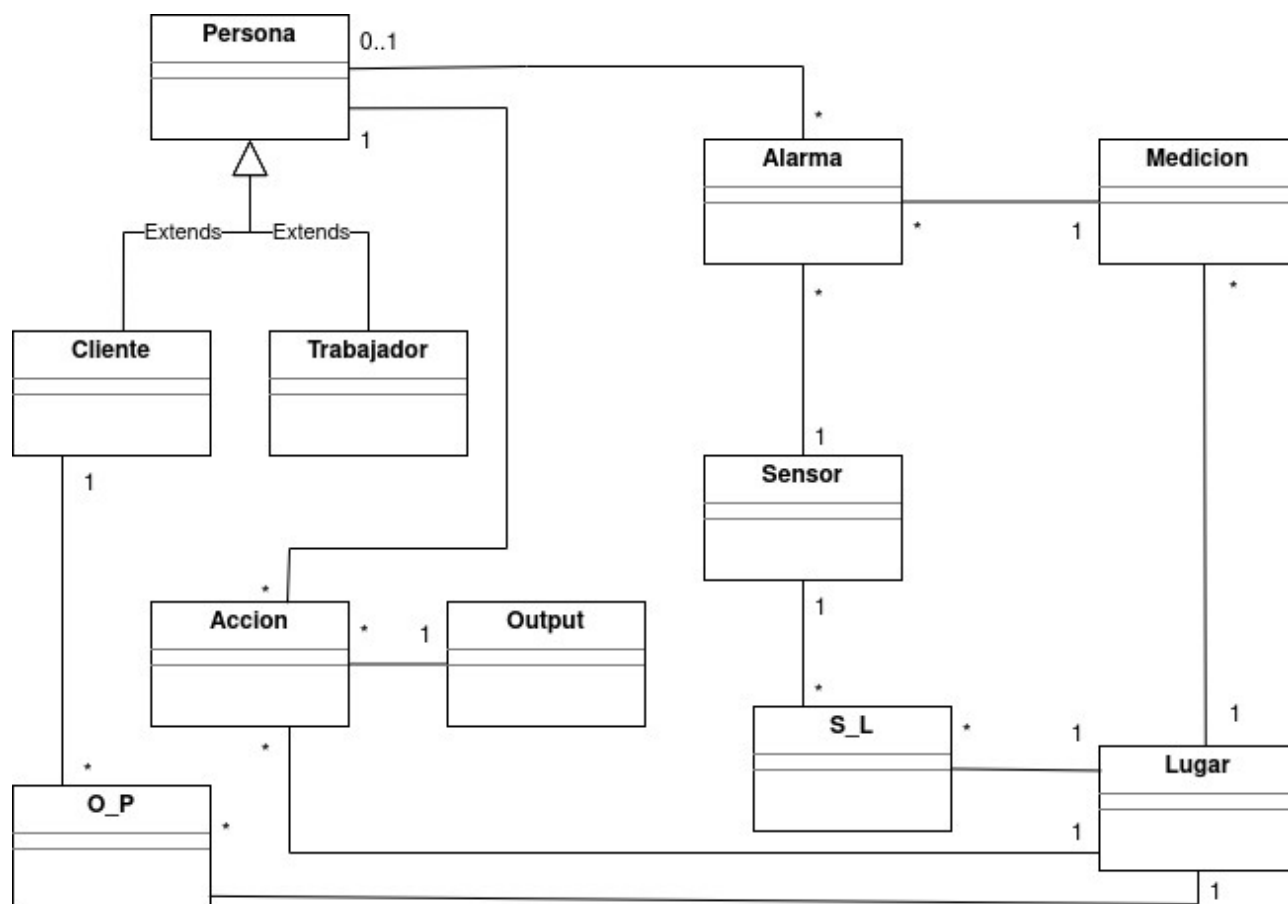 Persona
0..1
1
*
Alarma
Medicion
*
1
*
*
Extends
Extends
Cliente
Trabajador
1
1
Sensor
*
Accion
*
1
Output
1
*
S_L
*
1
1
Lugar
*
*
O_P
*
1
1